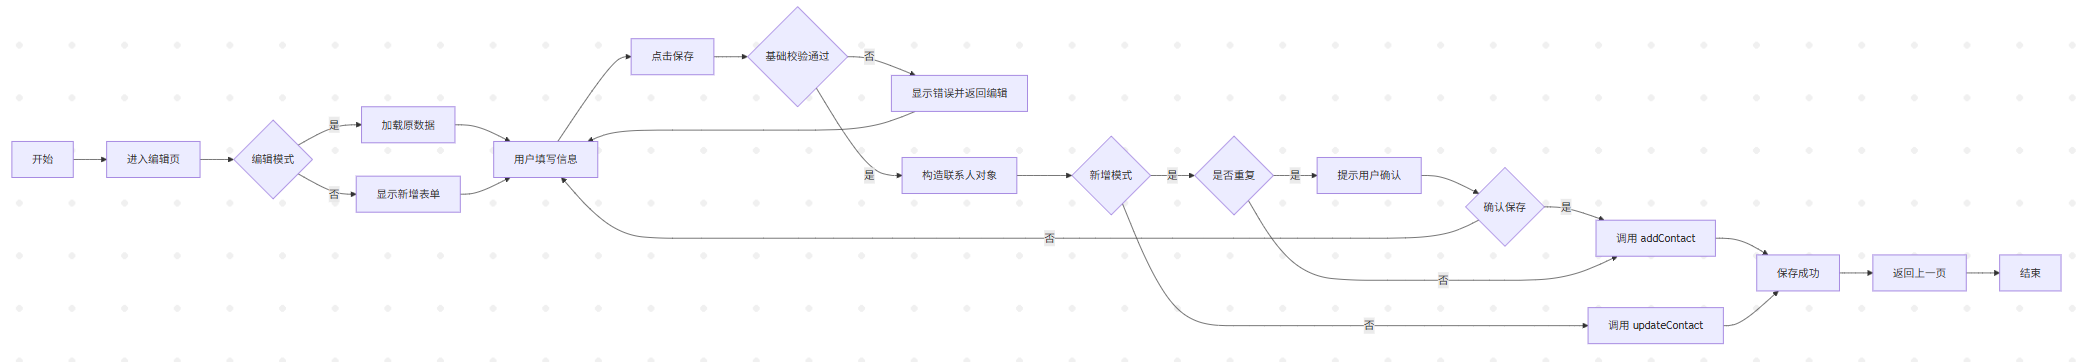 开始
进入编辑页
编辑模式
是
加载原数据
否
显示新增表单
用户填写信息
点击保存
基础校验通过
否
显示错误并返回编辑
是
构造联系人对象
新增模式
是
是否重复
是
提示用户确认
确认保存
是
调用 addContact
否
否
否
调用 updateContact
保存成功
返回上一页
结束